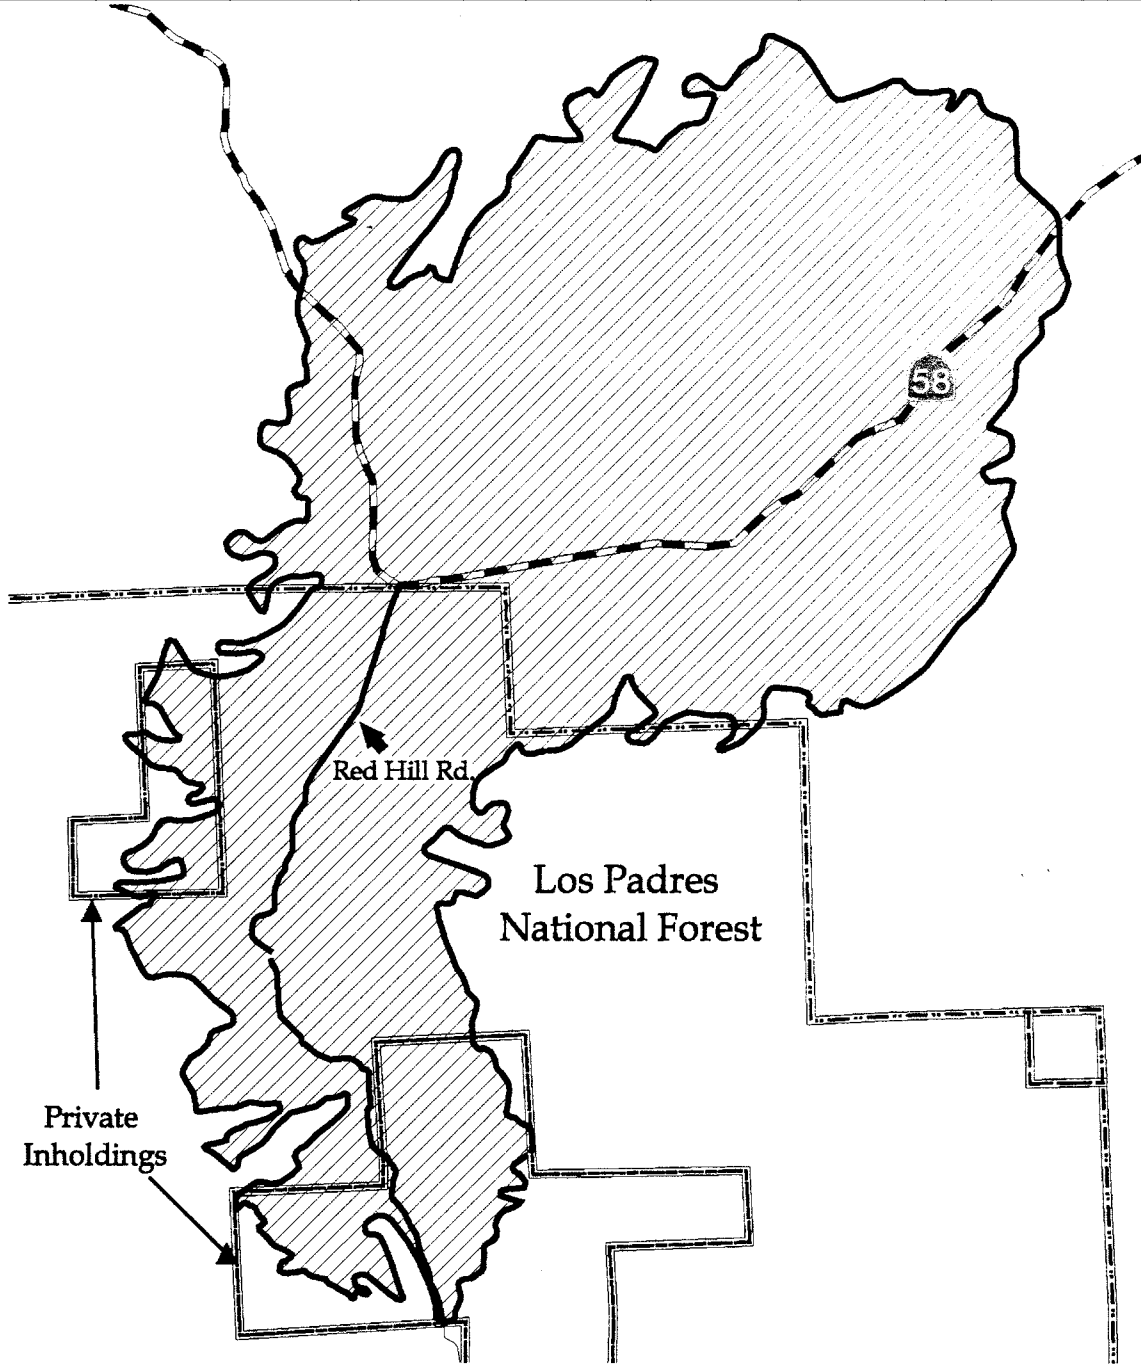 58
Red Hill Rd.
Los Padres
National Forest
Private
Inholdings